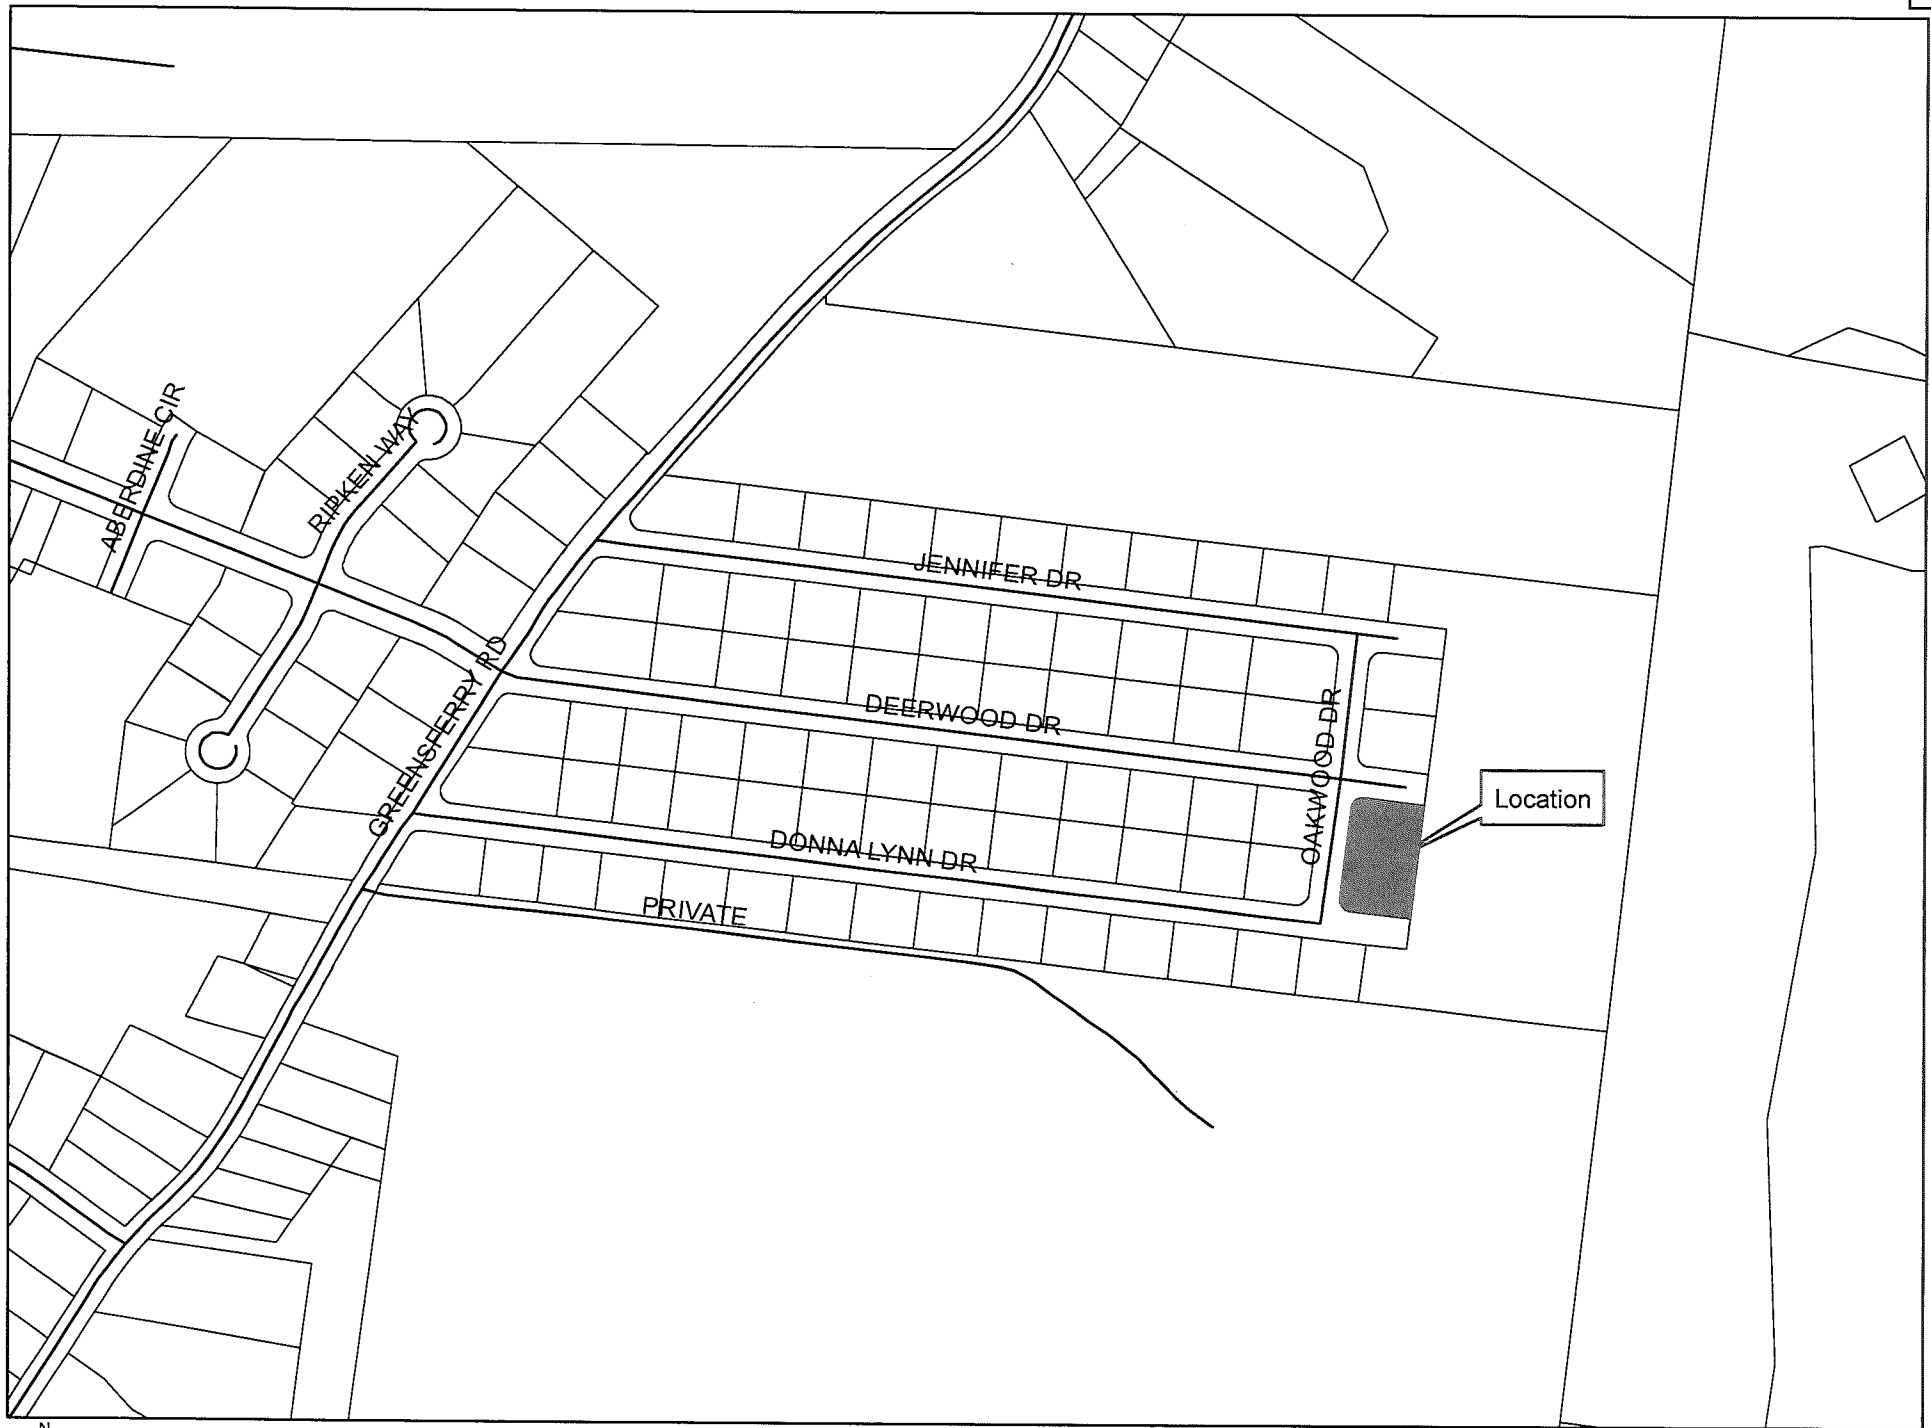 ABERDINE CIR
RIPKEN WAY
JENNIFER DR
GREENSFERRY RD
DEERWOOD DR
OAKWOOD DR
Location
DONNA LYNN DR
PRIVATE
N